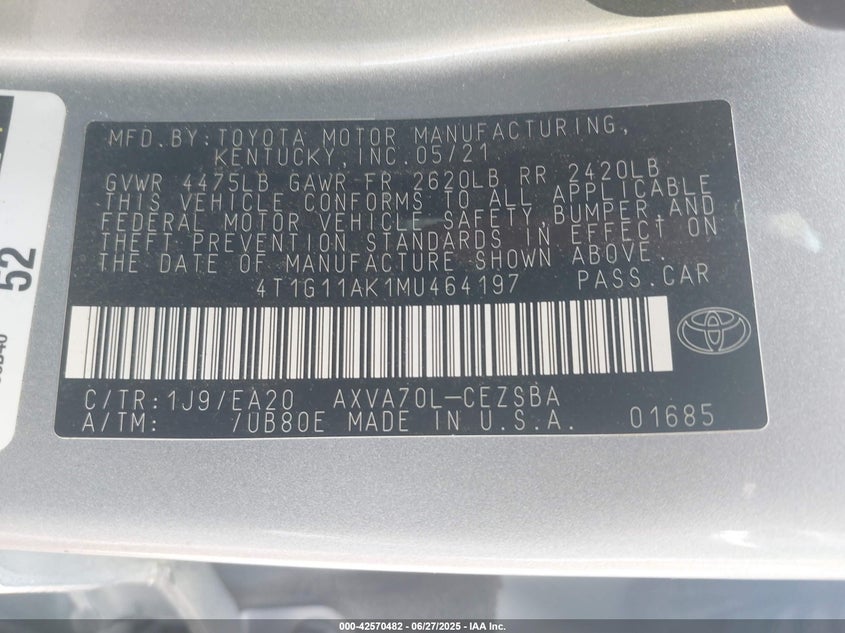 MFD.BY:TOYOTA MOTOR MANUFACTURING,
KENTUCKY,INC.05/21
GVWR 4475LB GAWR-FR 2620LB RR 2420LB
THIS VEHICLE CONFORMS TO ALL APPLICABLE
FEDERAL MOTOR VEHICLE SAFETY,BUMPER,AND
THEFT PREVENTION STANDARDS IN EFFECT ON
THE DATE OF MANUFACTURE SHOWN ABOVE.
4T1G11AK1MU464197 PASS.CAR
C/TR:1J9/EA20 AXVA70L-CEZSBA
A/TM: /UB80E MADE IN U.S.A. 01685
52
000-42570482 / 06/27/2025 - IAA Inc.